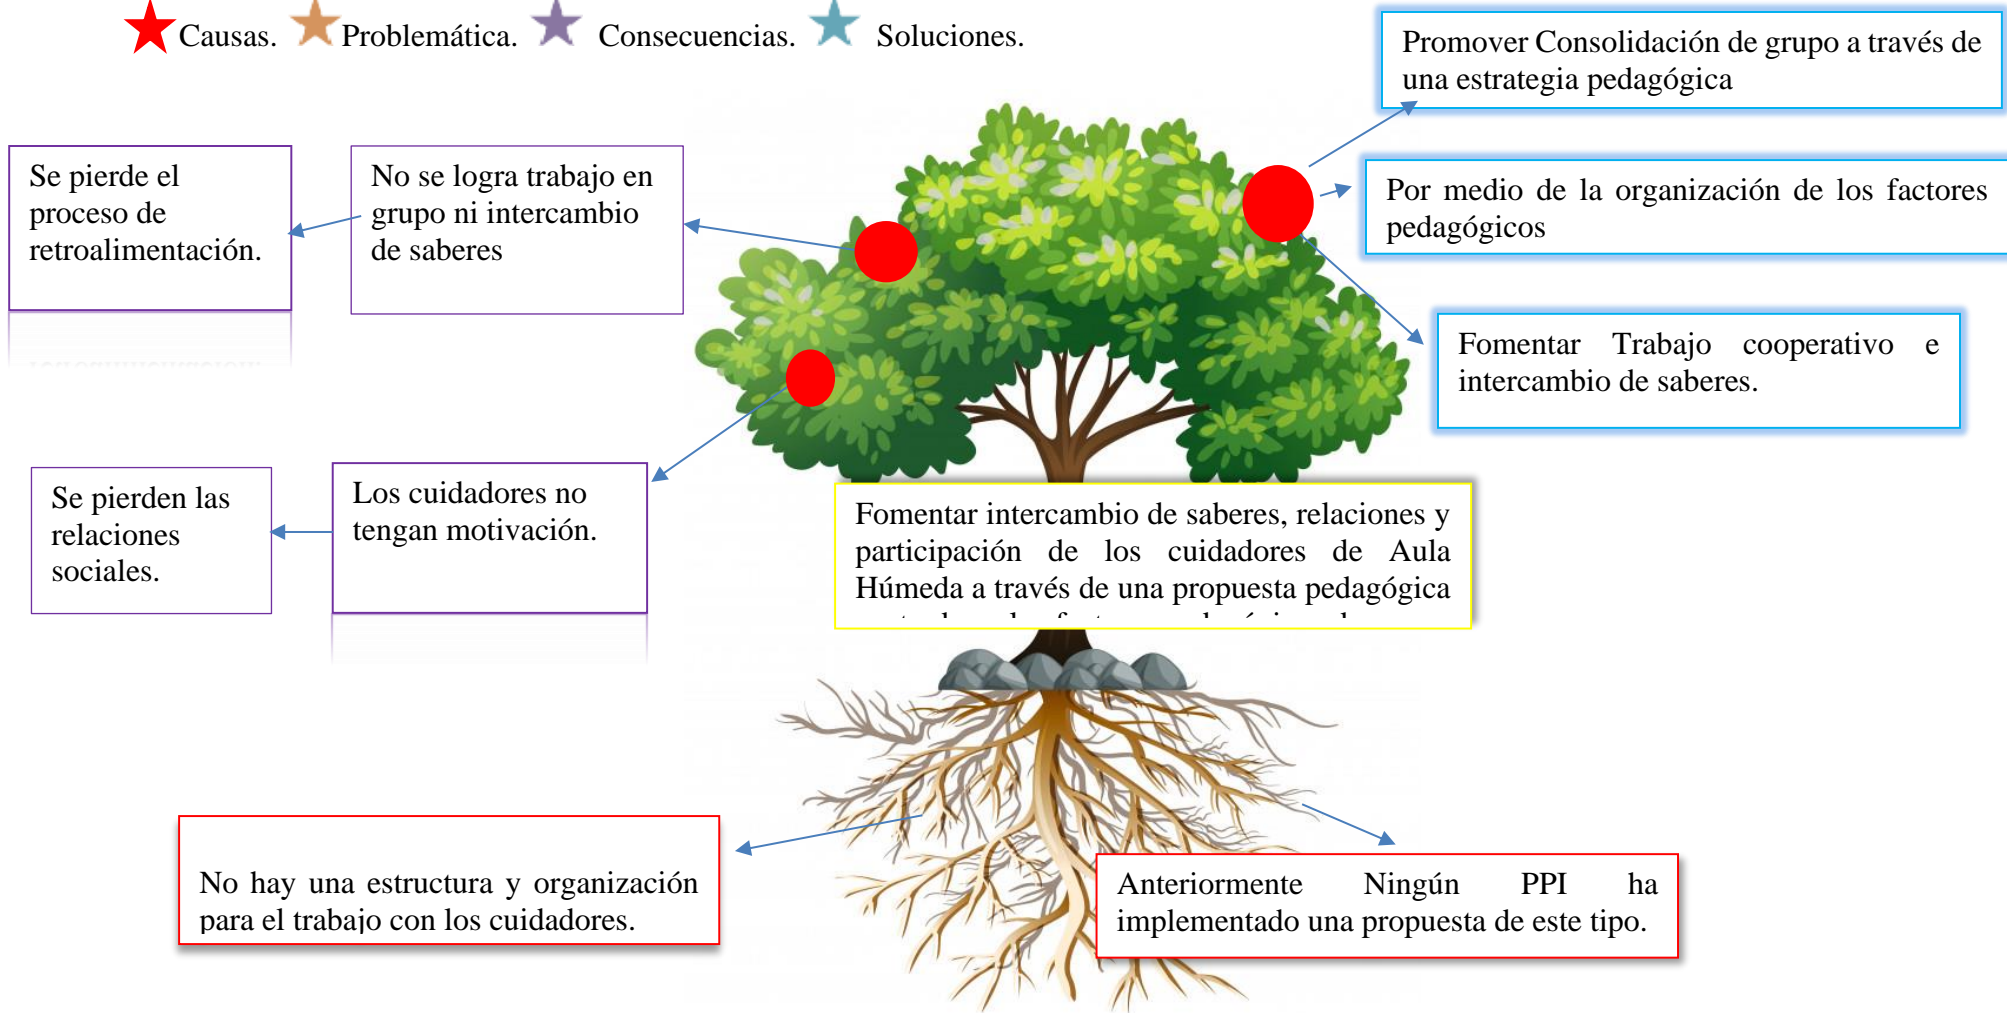 Causas. Problemática. Consecuencias. Soluciones.
Promover Consolidación de grupo a través de
una estrategia pedagógica
Se pierde el
proceso de
retroalimentación.
No se logra trabajo en
grupo ni intercambio
de saberes
Por medio de la organización de los factores
pedagógicos
Fomentar Trabajo cooperativo e
intercambio de saberes.
Se pierden las
relaciones
sociales.
Los cuidadores no
tengan motivación.
Fomentar intercambio de saberes, relaciones y
participación de los cuidadores de Aula
Húmeda a través de una propuesta pedagógica
No hay una estructura y organización
para el trabajo con los cuidadores.
Anteriormente Ningún PPI ha
implementado una propuesta de este tipo.